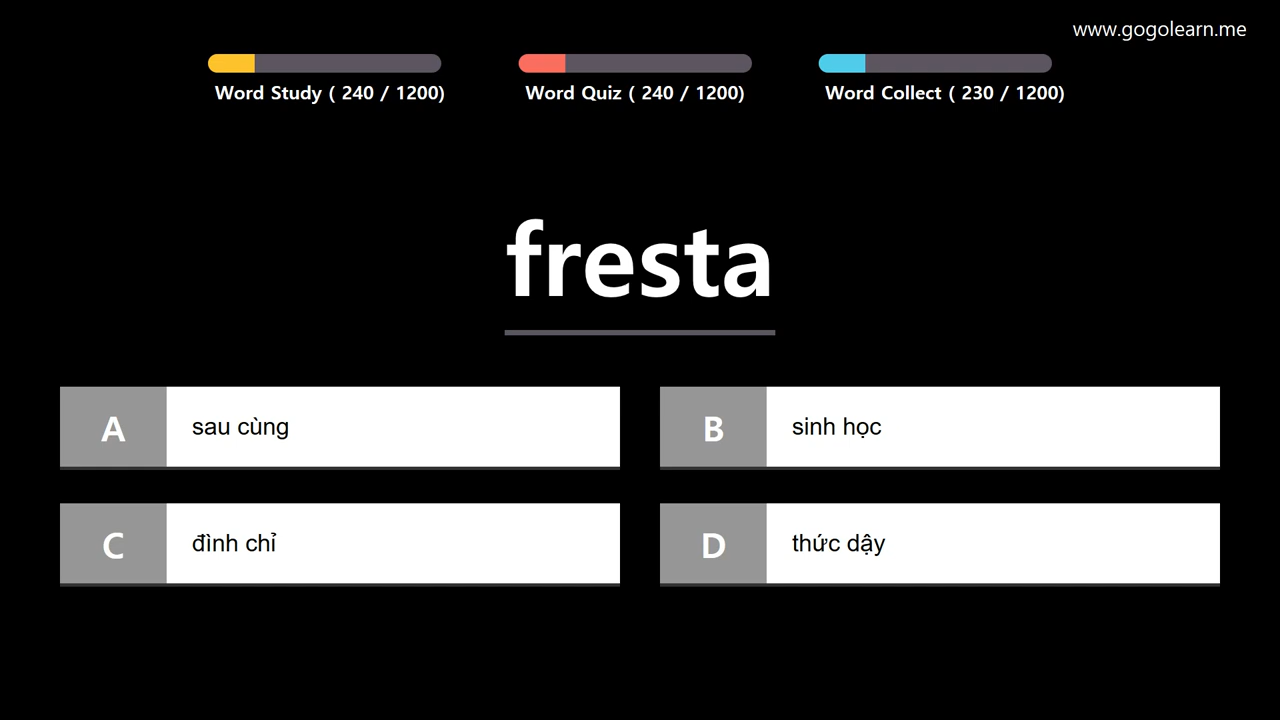 www.gogolearn.me
Word Study ( 240 / 1200)
Word Quiz ( 240 / 1200)
Word Collect ( 230 / 1200)
fresta
A sau cùng
B sinh học
C đình chỉ
D thức dậy